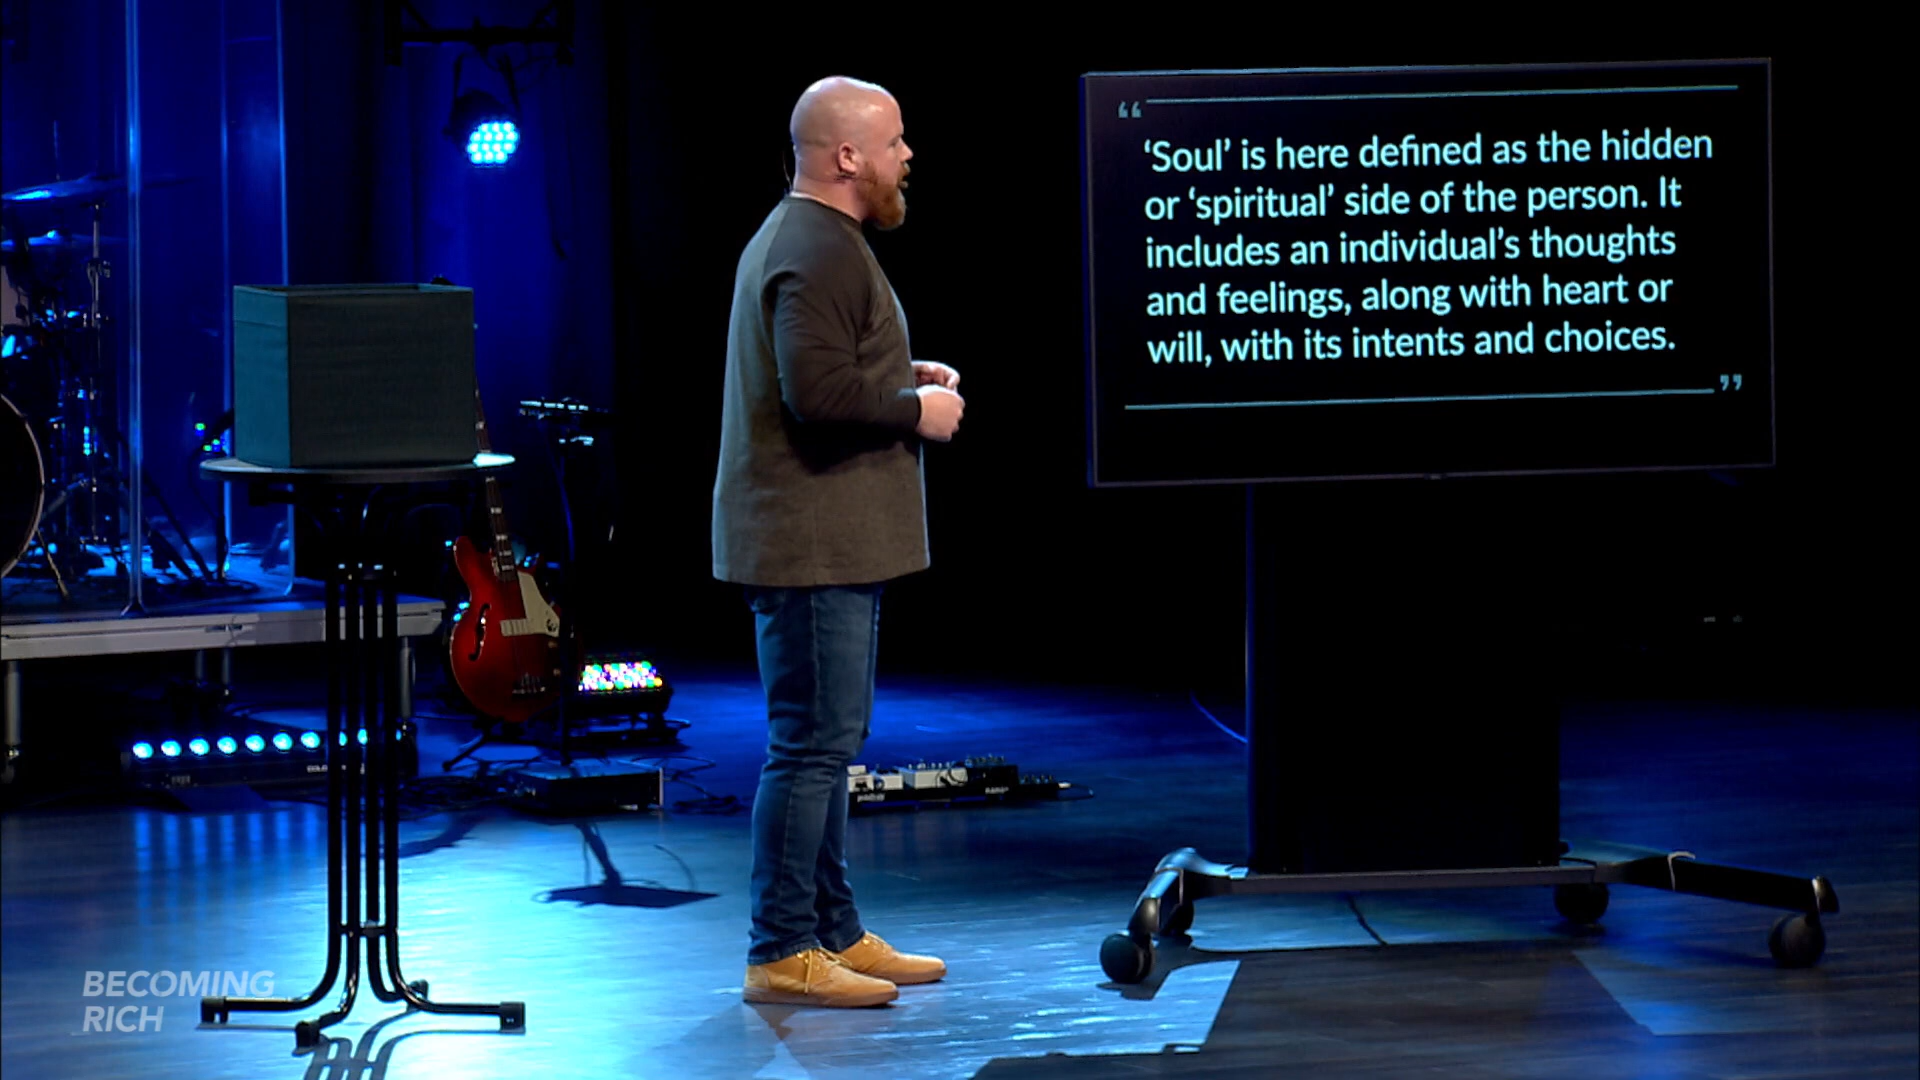 “
‘Soul’ is here defined as the hidden
or ‘spiritual’ side of the person. It
includes an individual’s thoughts
and feelings, along with heart or
will, with its intents and choices.
”
BECOMING
RICH